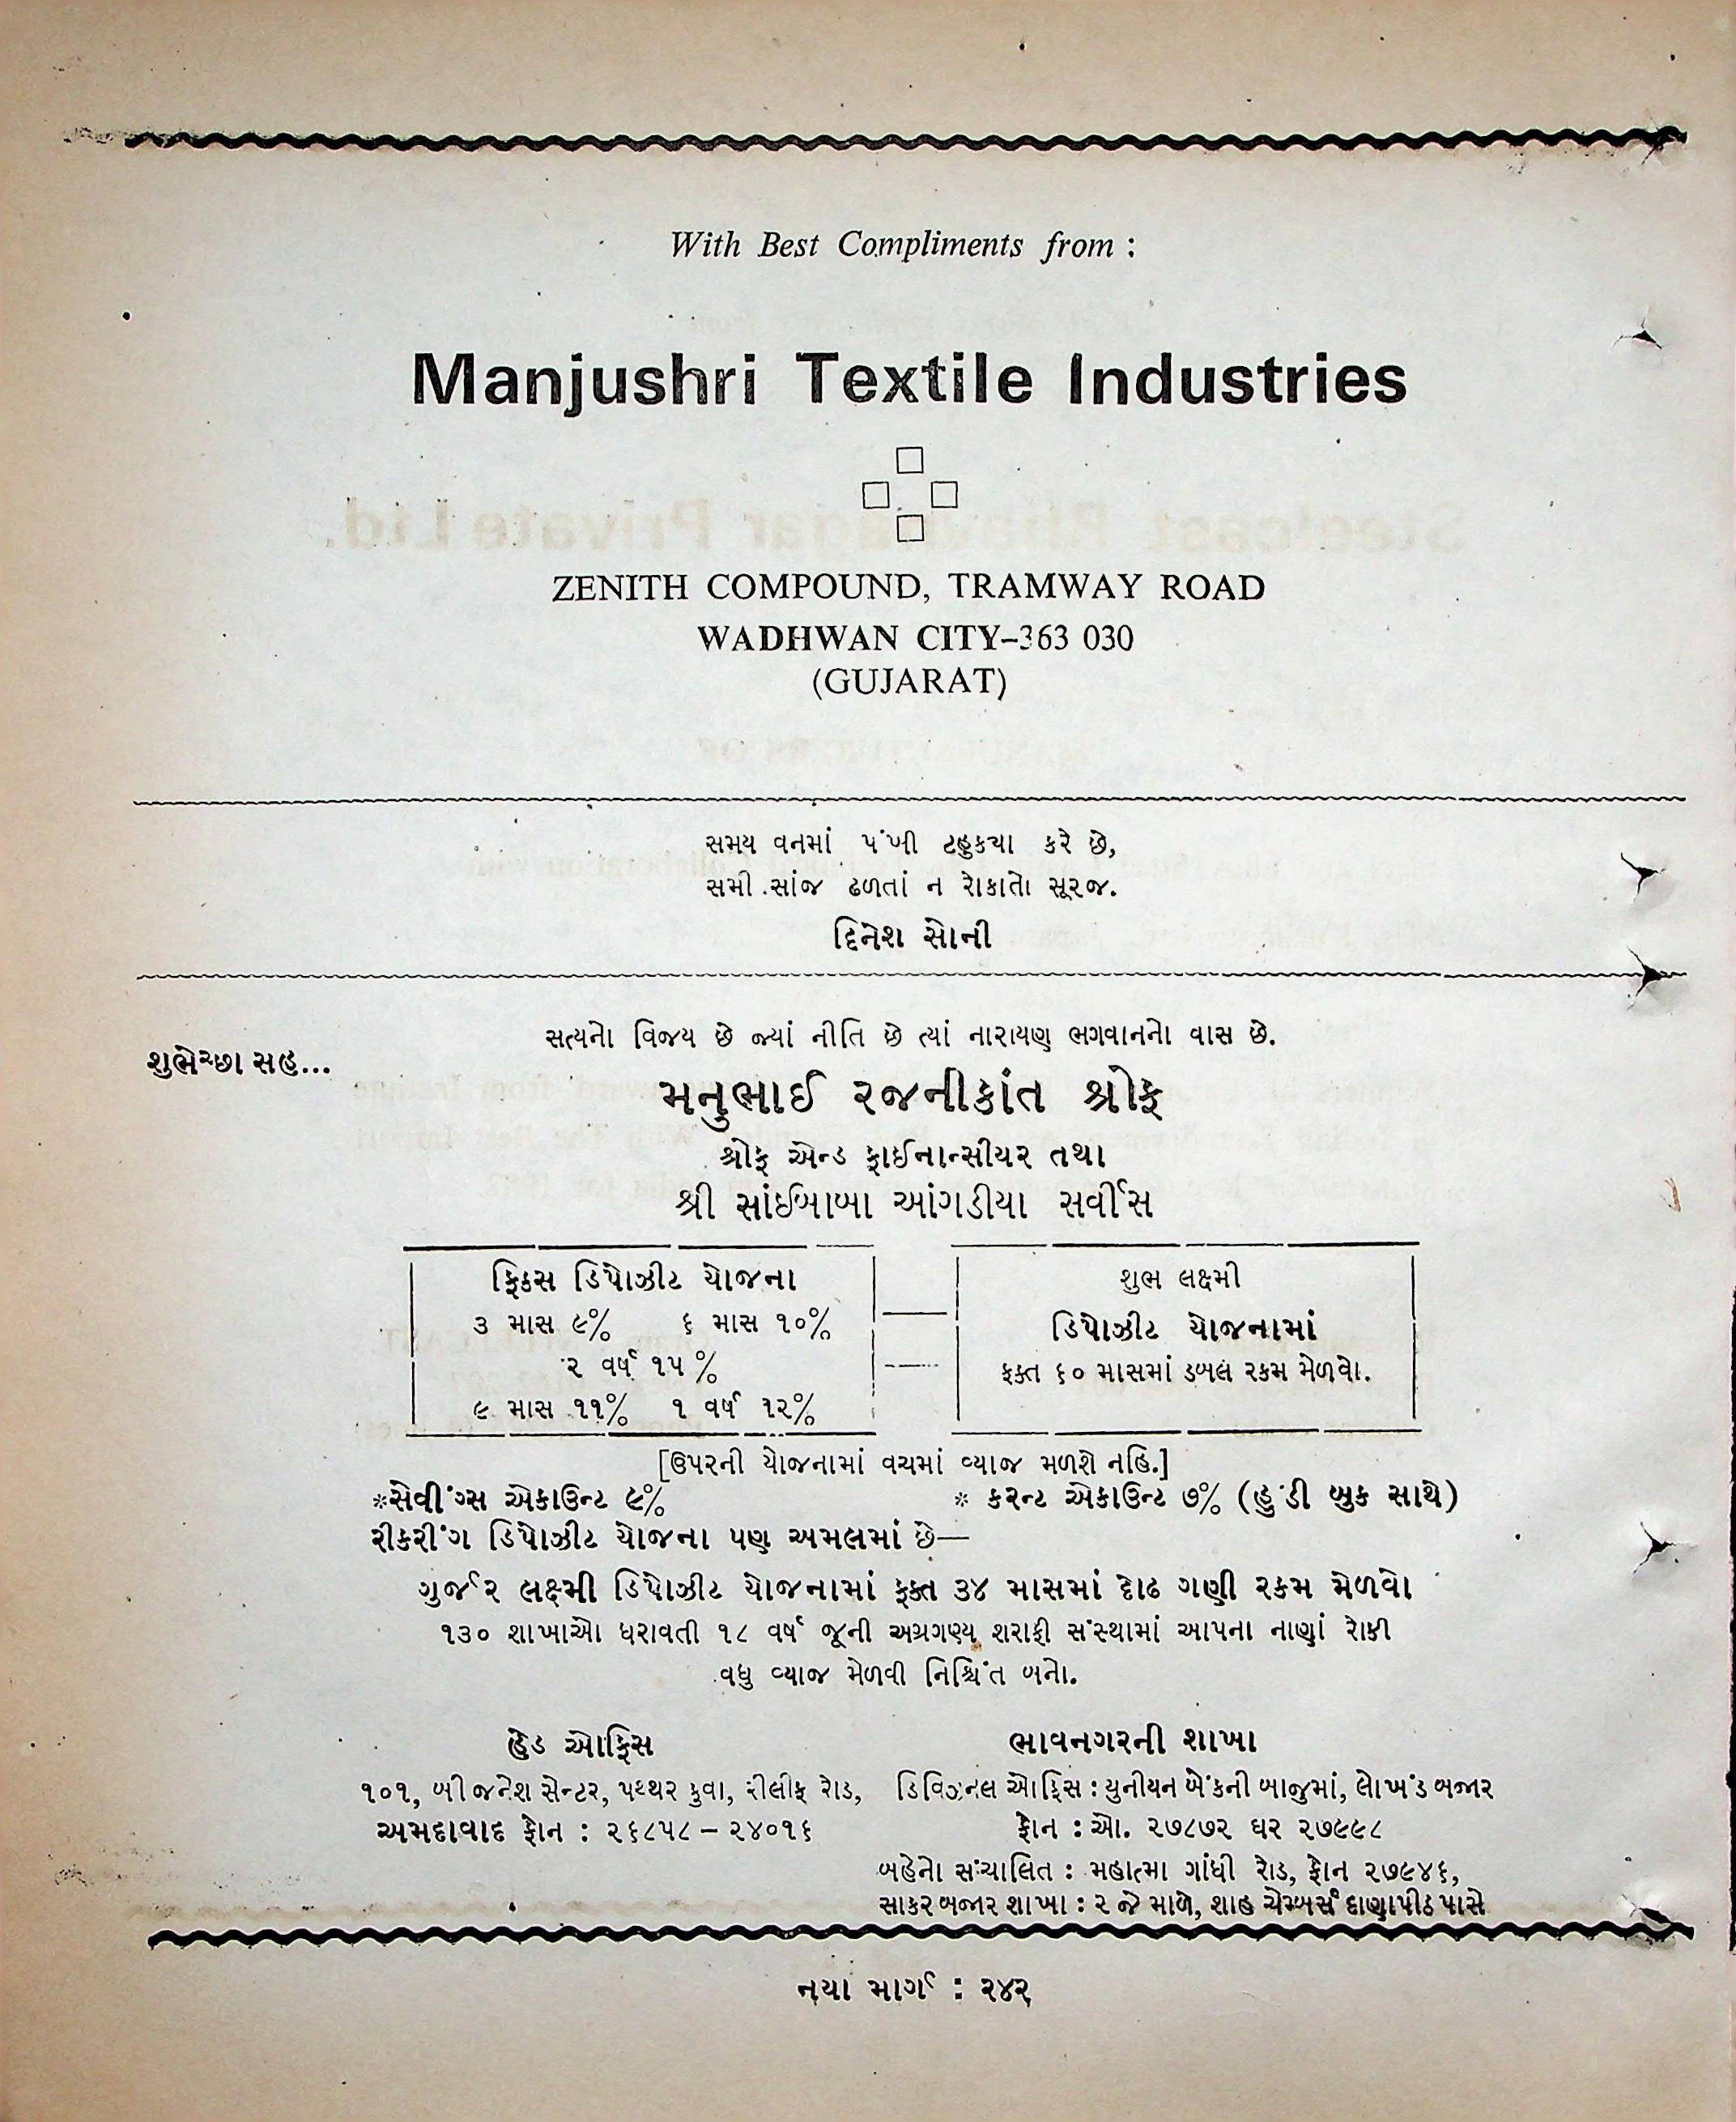 With Best Compliments from :
Manjushri Textile Industries
ZENITH COMPOUND, TRAMWAY ROAD
WADHWAN CITY–363 030
(GUJARAT)
સમય વનમાં પંખી ટહુકયા કરે છે,
સમી સાંજ ઢળતાં ન રોકાતો સૂરજ.
દિનેશ સોની
સત્યનો વિજય છે જ્યાં નીતિ છે ત્યાં નારાયણ ભગવાનનો વાસ છે.
શુભેચ્છા સહ...
મનુભાઈ રજનીકાંત શ્રોફ
શ્રોફ એન્ડ ફાઈનાન્સીયર તથા
શ્રી સાંઈબાબા આંગડીયા સર્વીસ
ફિકસ ડિપોઝીટ યોજના
૩ માસ ૯% ૬ માસ ૧૦%
૨ વર્ષ ૧૫%
૯ માસ ૧૧% ૧ વર્ષ ૧૨%
શુભ લક્ષ્મી
ડિપોઝીટ યોજનામાં
ફક્ત ૬૦ માસમાં ડબલ રકમ મેળવો.
[ઉપરની યોજનામાં વચમાં વ્યાજ મળશે નહિ.]
*સેવીંગ્સ એકાઉન્ટ ૯% * કરન્ટ એકાઉન્ટ ૭% (હુંડી બુક સાથે)
રીકરીંગ ડિપોઝીટ યોજના પણ અમલમાં છે—
ગુર્જર લક્ષ્મી ડિપોઝીટ યોજનામાં ફક્ત ૩૪ માસમાં દોઢ ગણી રકમ મેળવો
૧૩૦ શાખાઓ ધરાવતી ૧૮ વર્ષ જૂની અગ્રગણ્ય શરાફી સંસ્થામાં આપના નાણાં રોકી
વધુ વ્યાજ મેળવી નિશ્ચિંત બનો.
હેડ ઓફિસ
૧૦૧, બીજનેશ સેન્ટર, પથ્થર કુવા, રીલીફ રોડ,
અમદાવાદ ફોન : ૨૬૮૫૮ – ૨૪૦૧૬
ભાવનગરની શાખા
ડિવિઝનલ ઓફિસ : યુનીયન બેંકની બાજુમાં, લોખંડ બજાર
ફોન : ઓ. ૨૭૮૭૨ ઘર ૨૭૯૯૮
બહેનો સંચાલિત : મહાત્મા ગાંધી રોડ, ફોન ૨૭૯૪૬,
સાકર બજાર શાખા : ૨ જે માળે, શાહ ચેમ્બર્સ દાણાપીઠ પાસે
નયા માર્ગ : ૨૪૨